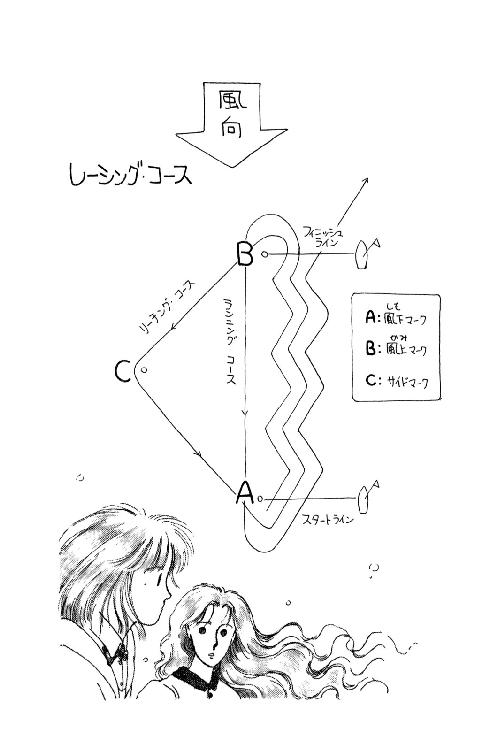 風
向
レーシング・コース
フィニッシュ
ライン
B
リーチング・コース
ランニング コース
しも
A:風下マーク
かみ
B:風上マーク
C:サイドマーク
C
A
スタートライン